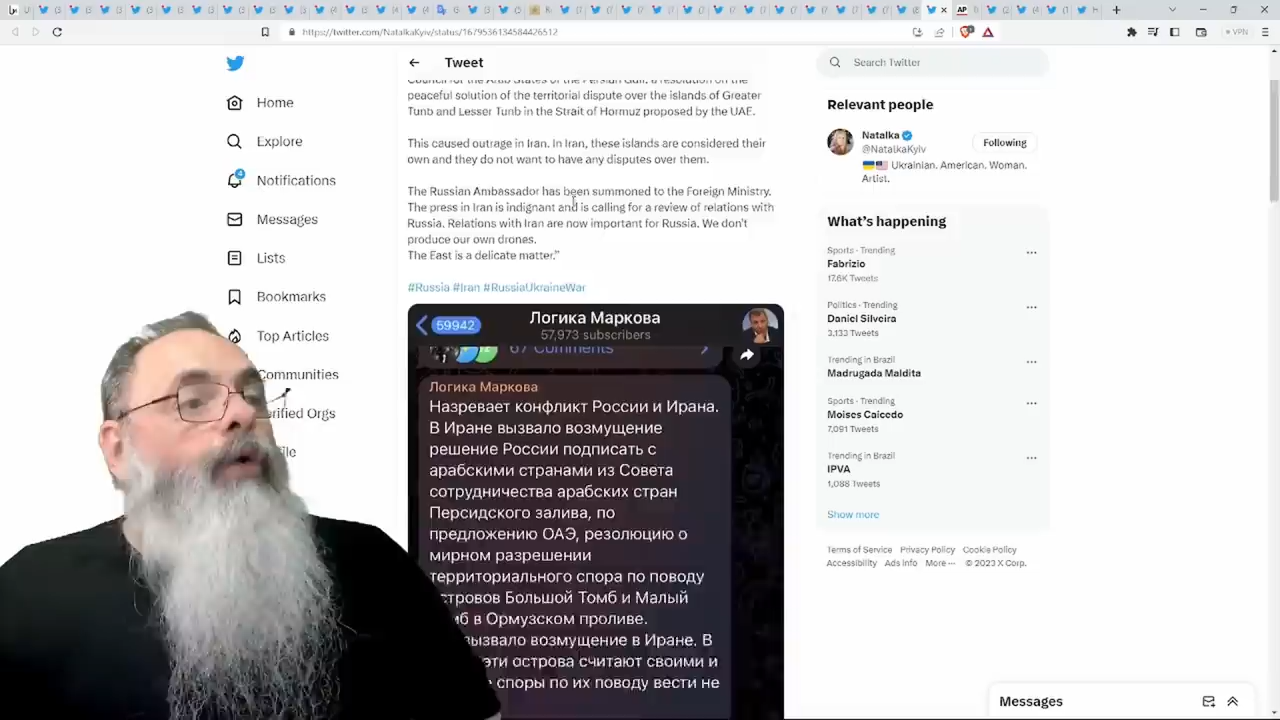 https://twitter.com/NatalkaKyiv/status/1679536134584426512
VPN
Home
Explore
4
Notifications
Messages
Lists
Bookmarks
Top Articles
Communities
erified Orgs
Tweet
Council for the Arab States of the Persian Gulf, a resolution on the
peaceful solution of the territorial dispute over the islands of Greater
Tunb and Lesser Tunb in the Strait of Hormuz proposed by the UAE.
This caused outrage in Iran. In Iran, these islands are considered their
own and they do not want to have any disputes over them.
The Russian Ambassador has been summoned to the Foreign Ministry.
The press in Iran is indignant and is calling for a review of relations with
Russia. Relations with Iran are now important for Russia. We don't
produce our own drones.
The East is a delicate matter."
#Russia #Iran #RussiaUkraineWar
59942
Логика Маркова
57,973 subscribers
67 Comments
Логика Маркова
Назревает конфликт России и Ирана.
В Иране вызвало возмущение
решение России подписать с
арабскими странами из Совета
сотрудничества арабских стран
Персидского залива, по
предложению ОАЭ, резолюцию о
мирном разрешении
территориального спора по поводу
стровов Большой Томб и Малый
мб в Ормузском проливе.
вызвало возмущение в Иране. В
эти острова считают своими и
споры по их поводу вести не
Search Twitter
Relevant people
Natalka
@NatalkaKyiv
Following
Ukrainian. American. Woman.
Artist.
What's happening
Sports · Trending
Fabrizio
17.6K Tweets
Politics · Trending
Daniel Silveira
3,133 Tweets
Trending in Brazil
Madrugada Maldita
Sports · Trending
Moises Caicedo
7,091 Tweets
Trending in Brazil
IPVA
1,088 Tweets
Show more
Terms of Service Privacy Policy Cookie Policy
Accessibility Ads info More ··· © 2023 X Corp.
Messages